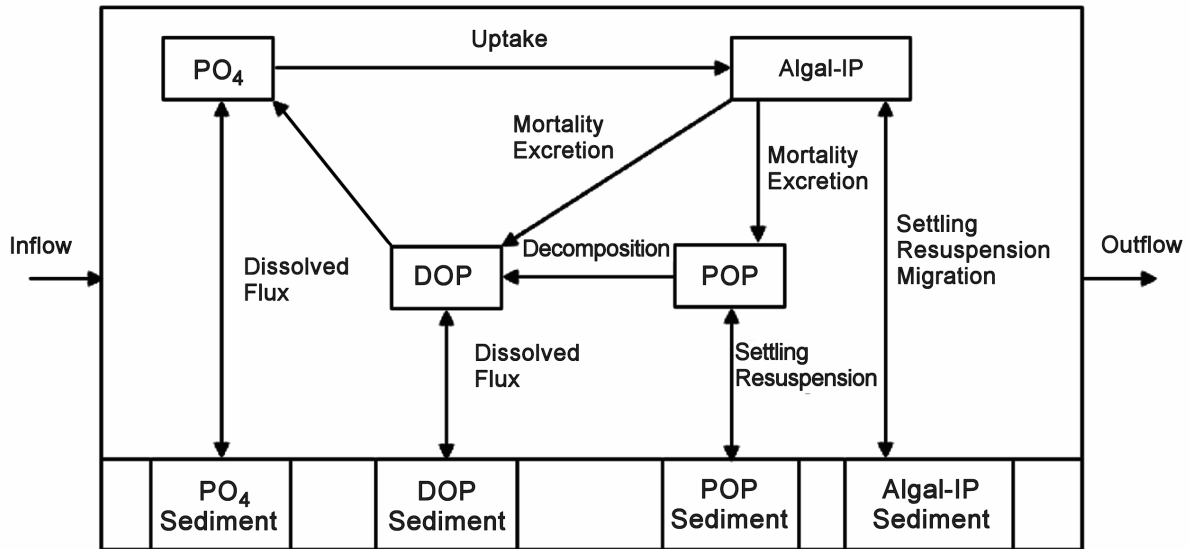 Uptake
PO4
Algal-IP
Mortality
Excretion
Mortality
Excretion
Inflow
Dissolved
Flux
Decomposition
DOP
POP
Settling
Resuspension
Migration
Outflow
Dissolved
Flux
Settling
Resuspension
PO4
Sediment
DOP
Sediment
POP
Sediment
Algal-IP
Sediment